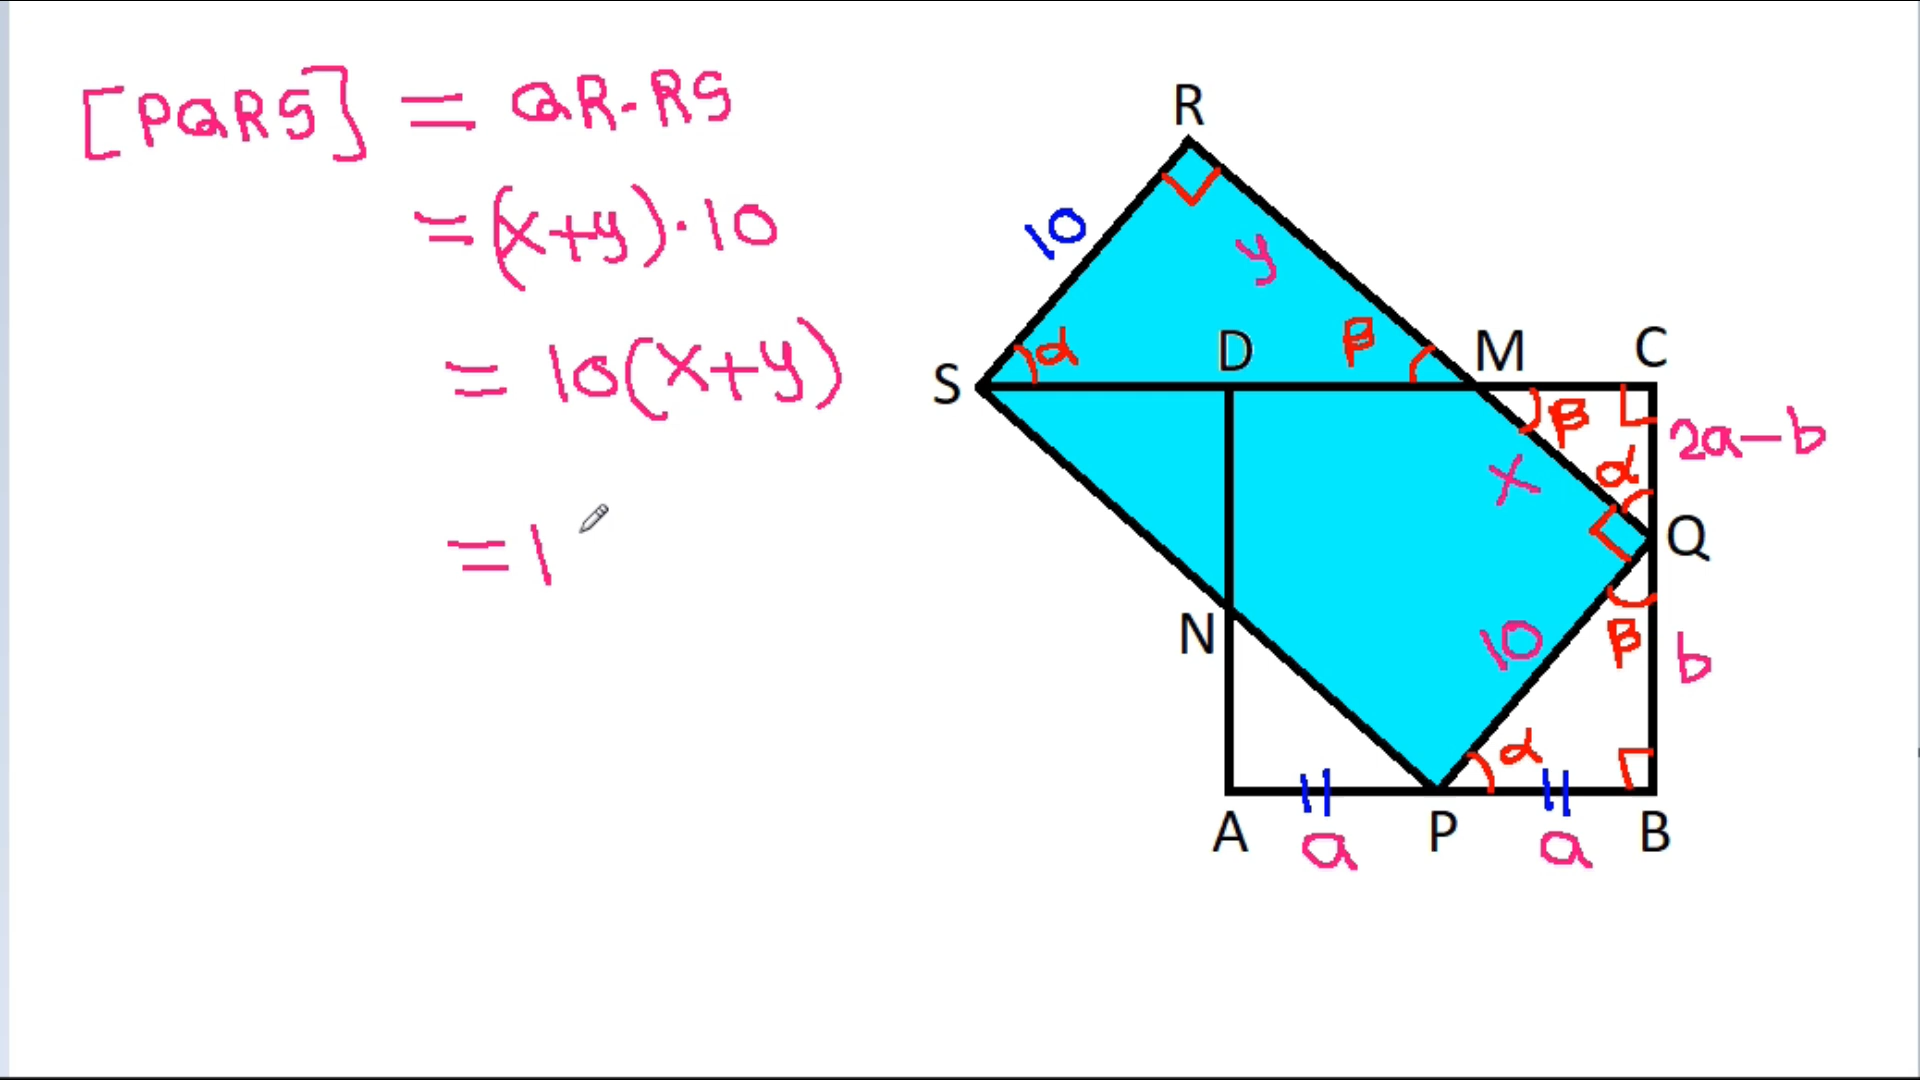 [PQRS] = QR·RS
= (x+y)·10
= 10(x+y)
= 1
R
10
y
S
α
D
β
M
C
β
2a-b
α
x
Q
N
10
β
b
α
A
P
B
a
a